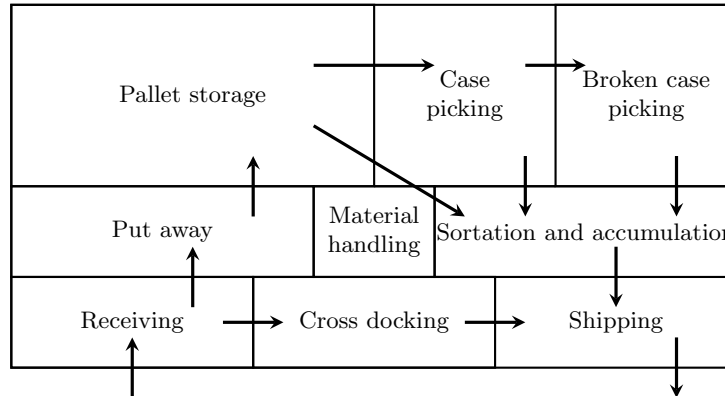 Pallet storage
Case
picking
Broken case
picking
Put away
Material
handling
Sortation and accumulation
Receiving
Cross docking
Shipping